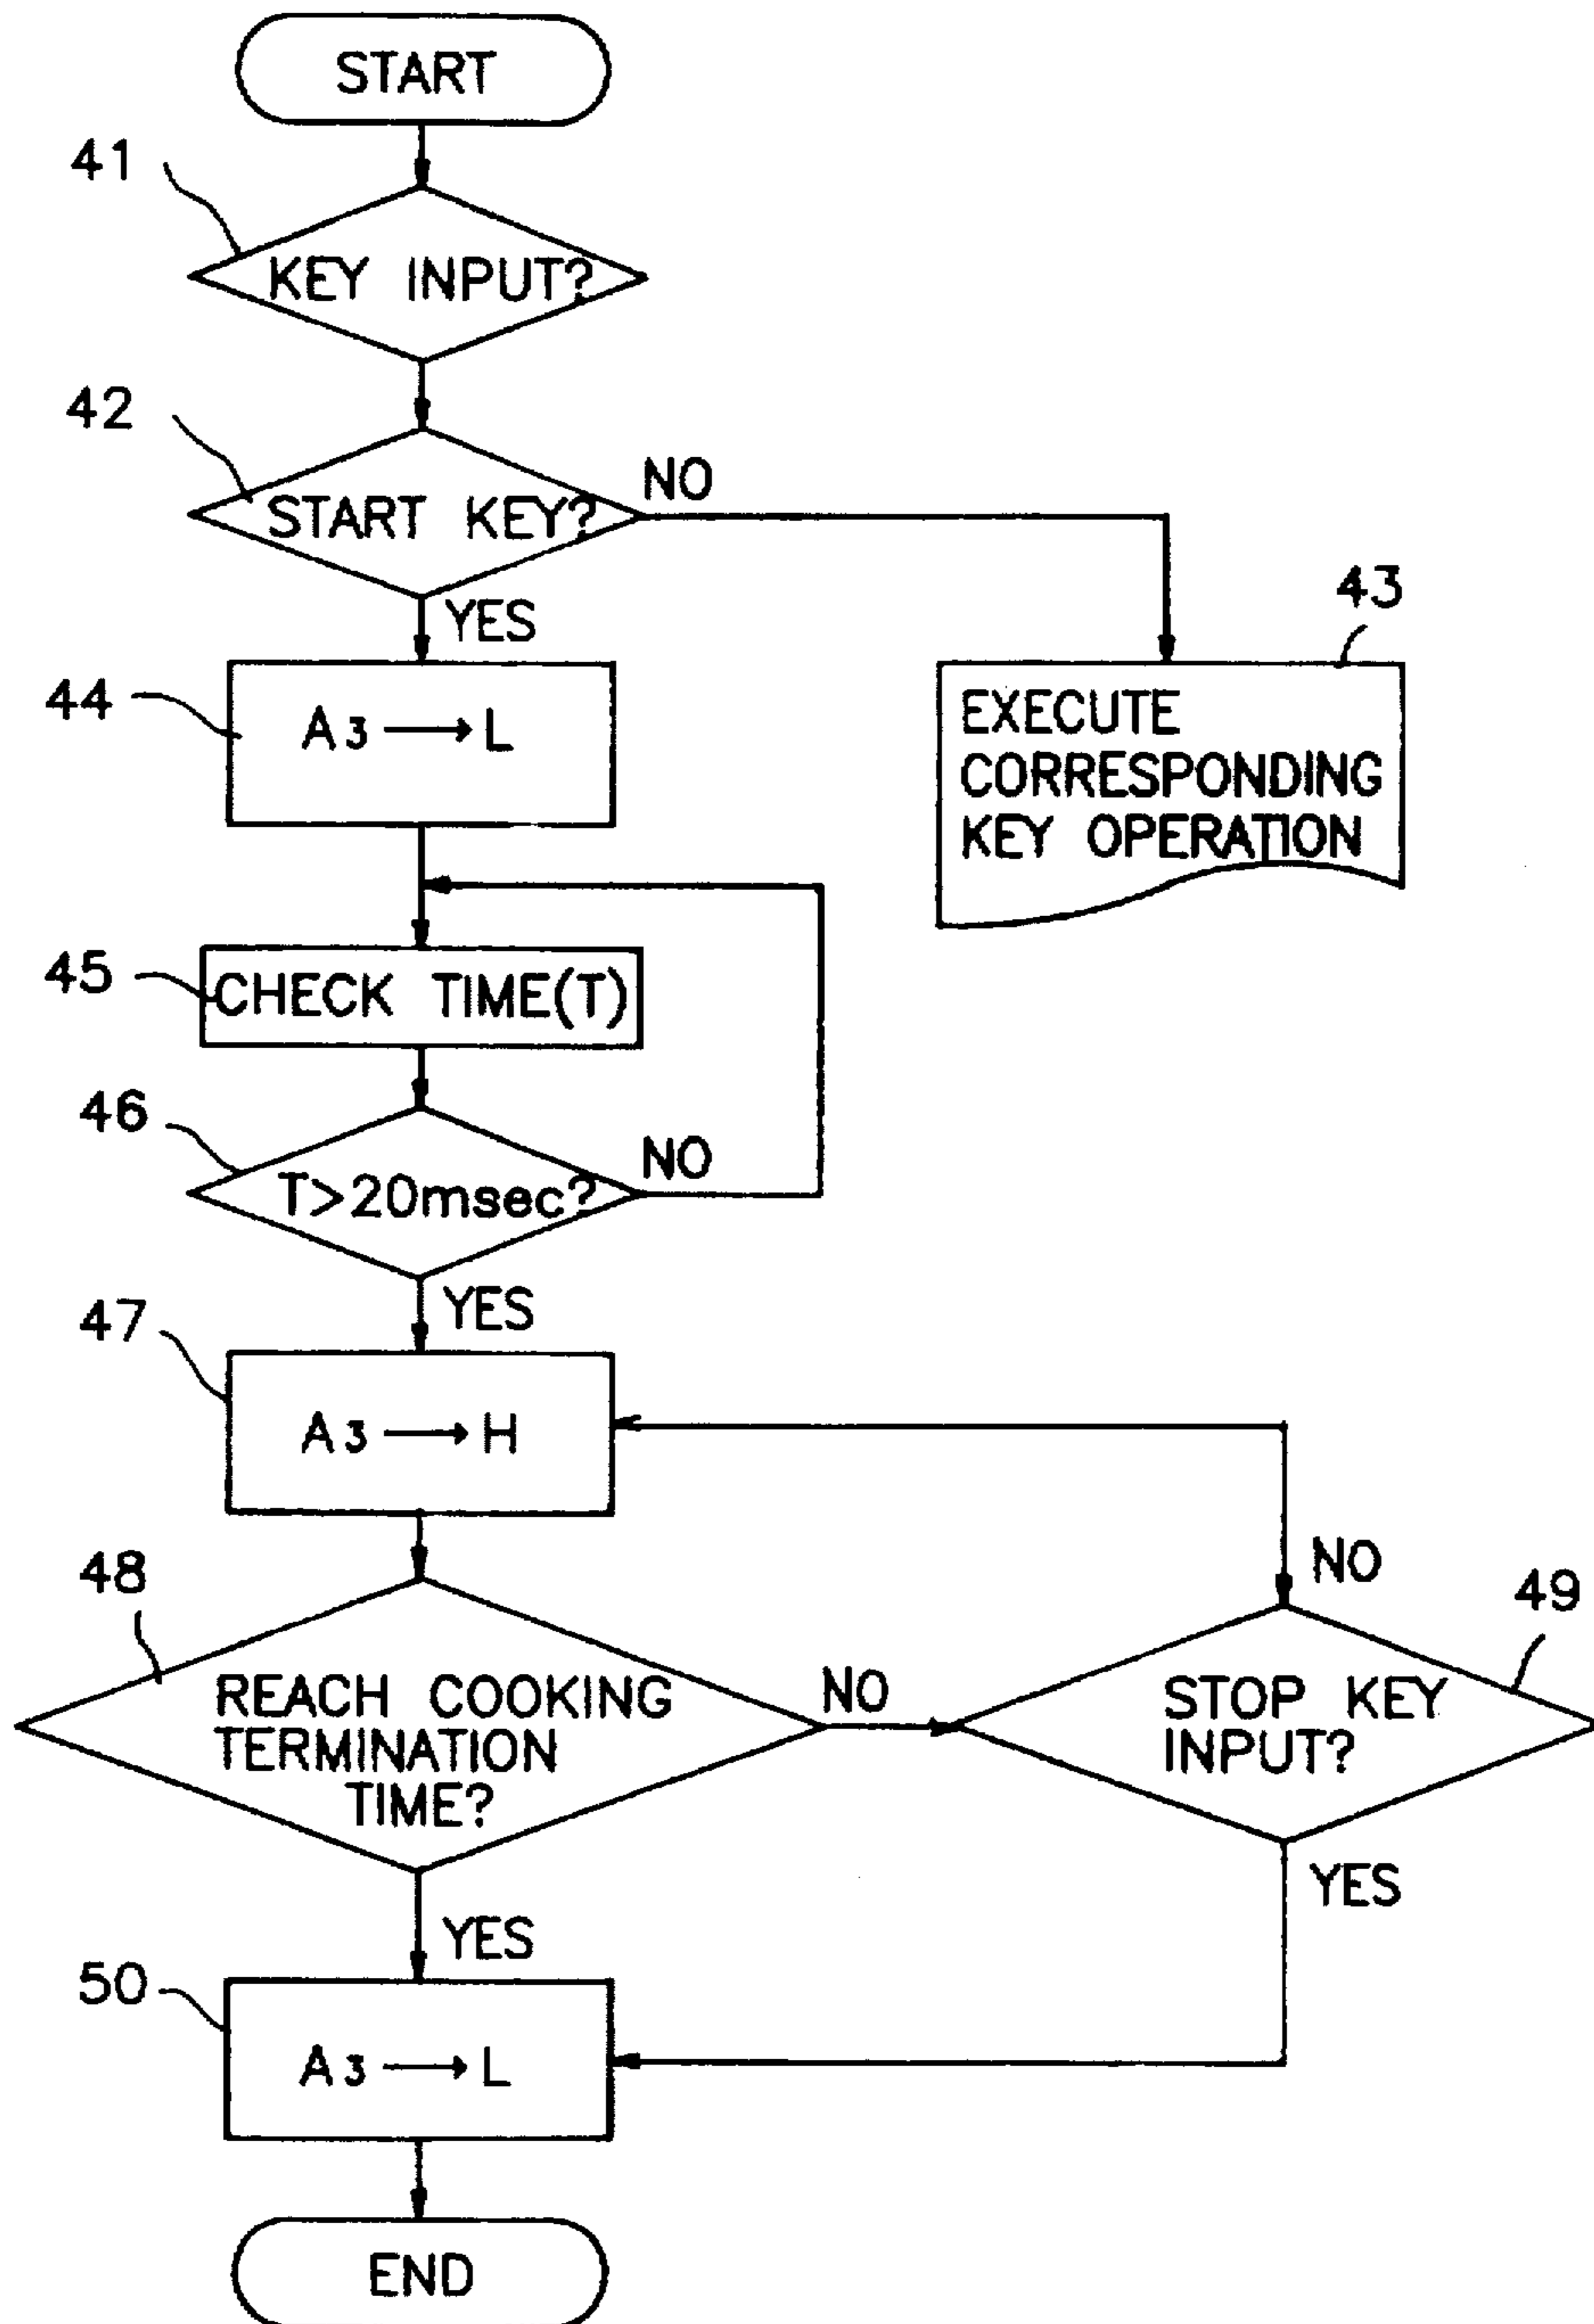 START
41
KEY INPUT?
42
START KEY?
NO
YES
43
EXECUTE
CORRESPONDING
KEY OPERATION
44
A3 → L
45
CHECK TIME(T)
46
T>20msec?
NO
YES
47
A3 → H
48
REACH COOKING
TERMINATION
TIME?
NO
YES
49
STOP KEY
INPUT?
NO
YES
50
A3 → L
END